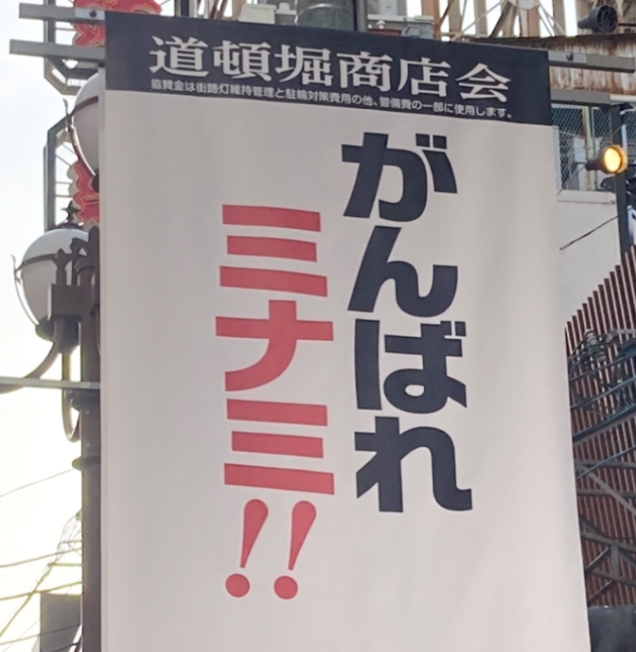 道頓堀商店会
協賛金は街路灯維持管理と駐輪対策費用の他、警備費の一部に使用します。
がんばれ
ミナミ!!